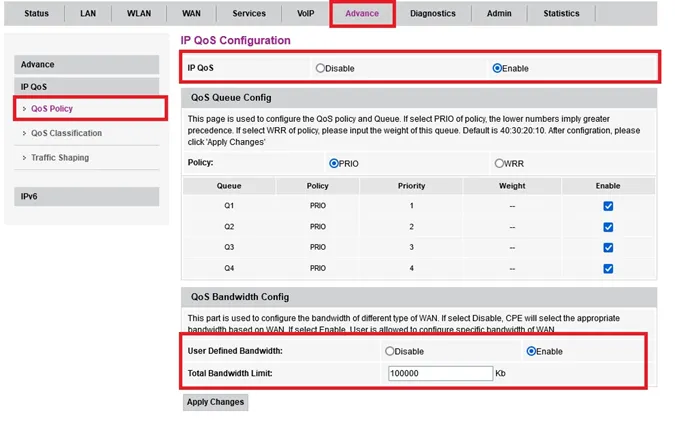 Status LAN WLAN WAN Services VoIP Advance Diagnostics Admin Statistics
Advance
IP QoS
> QoS Policy
> QoS Classification
> Traffic Shaping
IPv6
IP QoS Configuration
IP QoS Disable Enable
QoS Queue Config
This page is used to configure the QoS policy and Queue. If select PRIO of policy, the lower numbers imply greater
precedence. If select WRR of policy, please input the weight of this queue. Default is 40:30:20:10. After configration, please
click 'Apply Changes'
Policy: PRIO WRR
Queue Policy Priority Weight Enable
Q1 PRIO 1 --
Q2 PRIO 2 --
Q3 PRIO 3 --
Q4 PRIO 4 --
QoS Bandwidth Config
This part is used to configure the bandwidth of different type of WAN. If select Disable, CPE will select the appropriate
bandwidth based on WAN. If select Enable, User is allowed to configure specific bandwidth of WAN.
User Defined Bandwidth: Disable Enable
Total Bandwidth Limit: 100000 Kb
Apply Changes